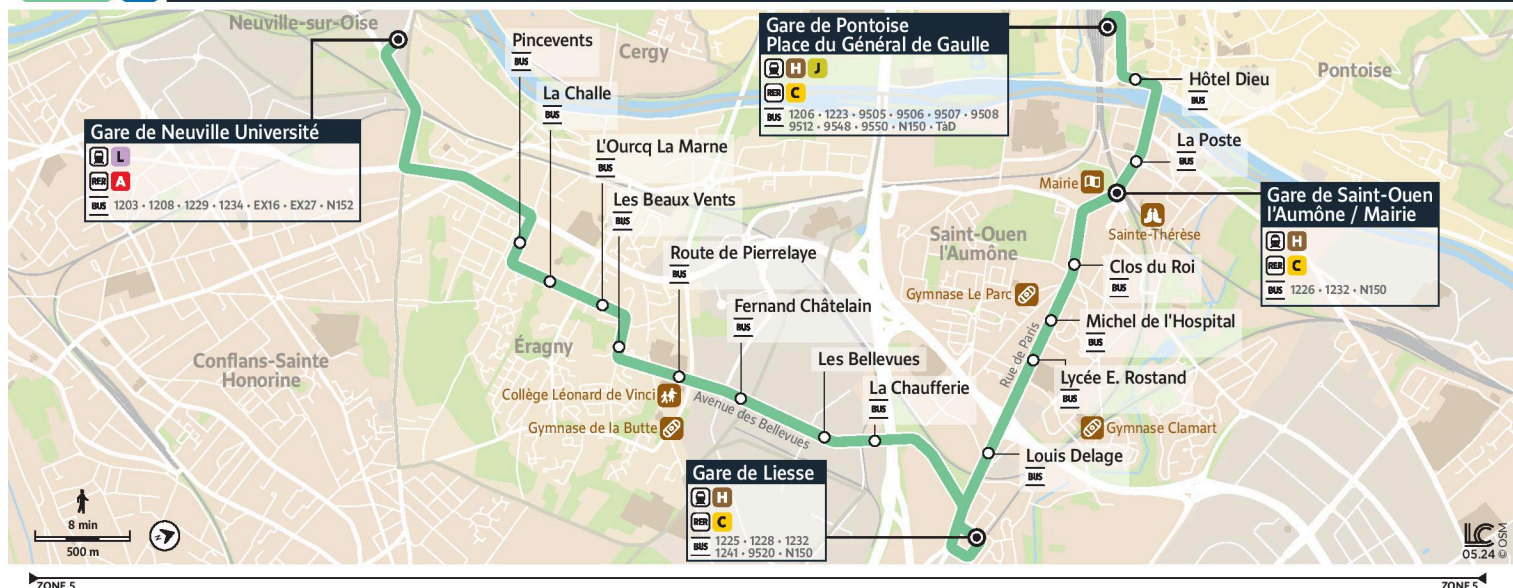 Neuville-sur-Oise
Cergy
Pontoise
Gare de Neuville Université
L
RER A
BUS 1203 • 1208 • 1229 • 1234 • EX16 • EX27 • N152
Pincevents
BUS
La Challe
BUS
L'Ourcq La Marne
BUS
Les Beaux Vents
BUS
Route de Pierrelaye
BUS
Fernand Châtelain
BUS
Les Bellevues
La Chaufferie
BUS
Gare de Pontoise
Place du Général de Gaulle
H J
RER C
BUS 1206 • 1223 • 9505 • 9506 • 9507 • 9508
9512 • 9548 • 9550 • N150 • TàD
Hôtel Dieu
BUS
La Poste
BUS
Mairie
Gare de Saint-Ouen
l'Aumône / Mairie
H
RER C
BUS 1226 • 1232 • N150
Sainte-Thérèse
Saint-Ouen
l'Aumône
Clos du Roi
BUS
Gymnase Le Parc
Michel de l'Hospital
BUS
Rue de Paris
Lycée E. Rostand
BUS
Gymnase Clamart
Louis Delage
BUS
Éragny
Conflans-Sainte
Honorine
Collège Léonard de Vinci
Gymnase de la Butte
Avenue des Bellevues
Gare de Liesse
H
RER C
BUS 1225 • 1228 • 1232
1241 • 9520 • N150
8 min
500 m
N
LC
05.24 © OSM
ZONE 5
ZONE 5